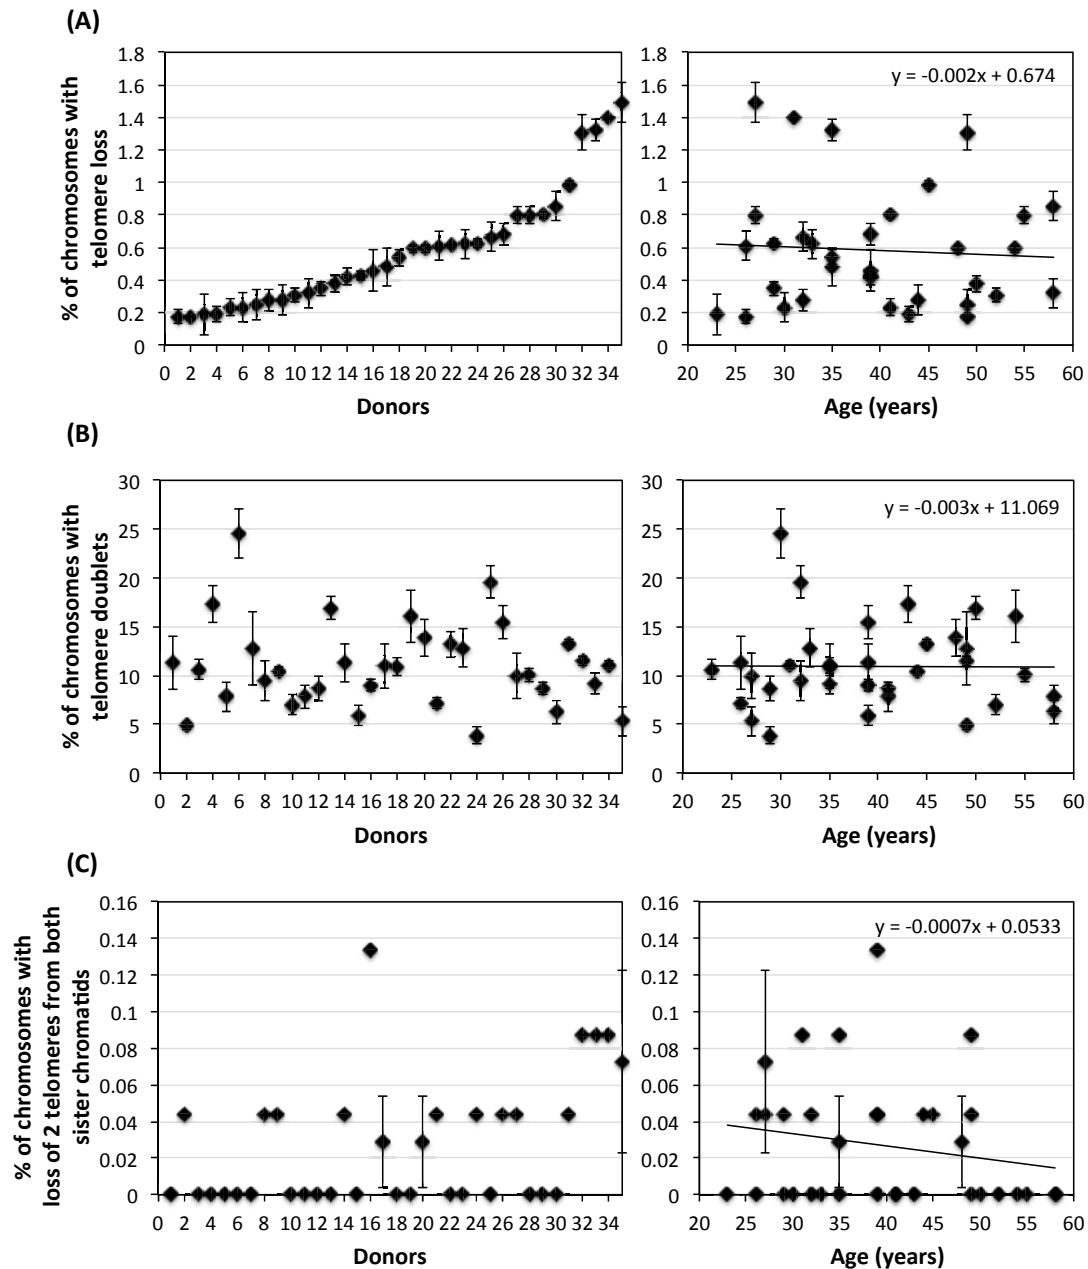 (A)
% of chromosomes with
telomere loss
1.8
1.6
1.4
1.2
1
0.8
0.6
0.4
0.2
0
0 2 4 6 8 10 12 14 16 18 20 22 24 26 28 30 32 34
Donors
y = -0.002x + 0.674
1.8
1.6
1.4
1.2
1
0.8
0.6
0.4
0.2
0
20 25 30 35 40 45 50 55 60
Age (years)
(B)
% of chromosomes with
telomere doublets
30
25
20
15
10
5
0
0 2 4 6 8 10 12 14 16 18 20 22 24 26 28 30 32 34
Donors
y = -0.003x + 11.069
30
25
20
15
10
5
0
20 25 30 35 40 45 50 55 60
Age (years)
(C)
% of chromosomes with
loss of 2 telomeres from both
sister chromatids
0.16
0.14
0.12
0.1
0.08
0.06
0.04
0.02
0
0 2 4 6 8 10 12 14 16 18 20 22 24 26 28 30 32 34
Donors
y = -0.0007x + 0.0533
0.16
0.14
0.12
0.1
0.08
0.06
0.04
0.02
0
20 25 30 35 40 45 50 55 60
Age (years)